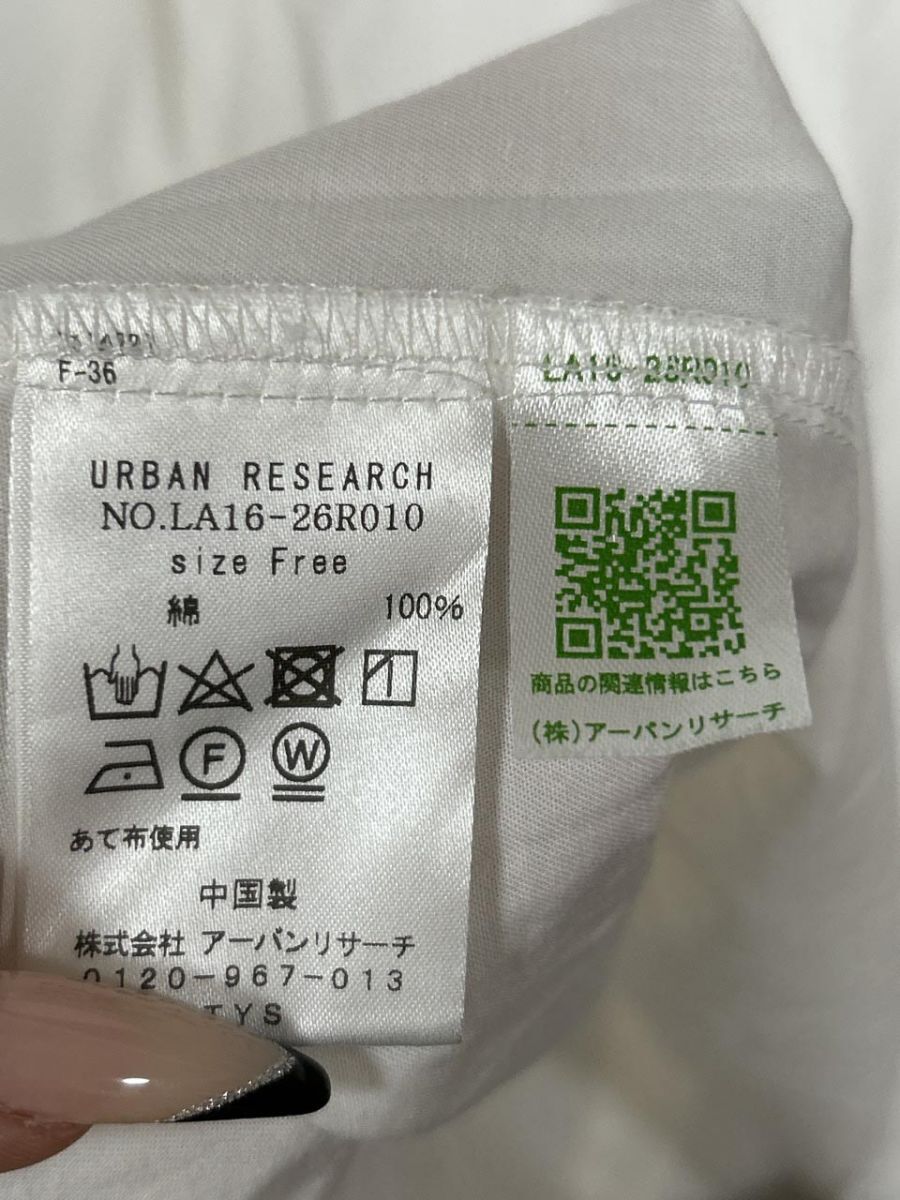 F-36
URBAN RESEARCH
NO.LA16-26R010
size Free
綿 100%
F
W
あて布使用
中国製
株式会社 アーバンリサーチ
0120-967-013
TYS
LA16-26R010
商品の関連情報はこちら
(株)アーバンリサーチ